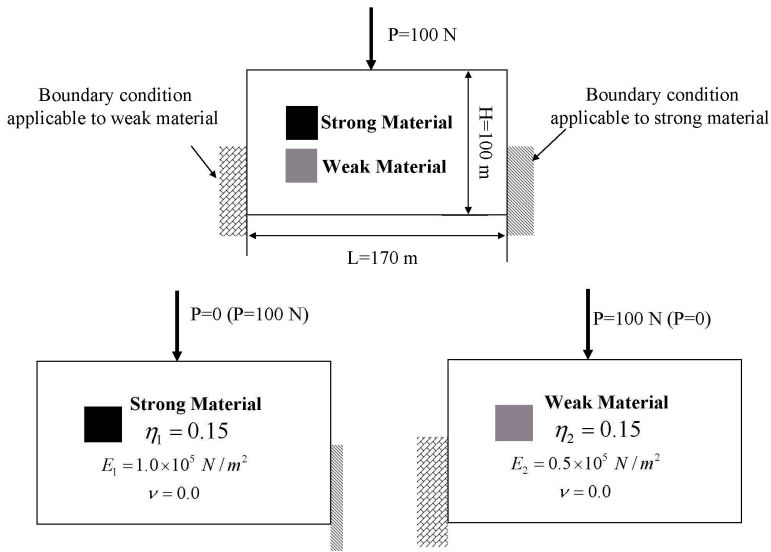 P=100 N
Boundary condition
applicable to weak material
Boundary condition
applicable to strong material
Strong Material
Weak Material
H=100 m
L=170 m
P=0 (P=100 N)
P=100 N (P=0)
Strong Material
η₁ = 0.15
E₁ = 1.0×10⁵ N / m²
ν = 0.0
Weak Material
η₂ = 0.15
E₂ = 0.5×10⁵ N / m²
ν = 0.0